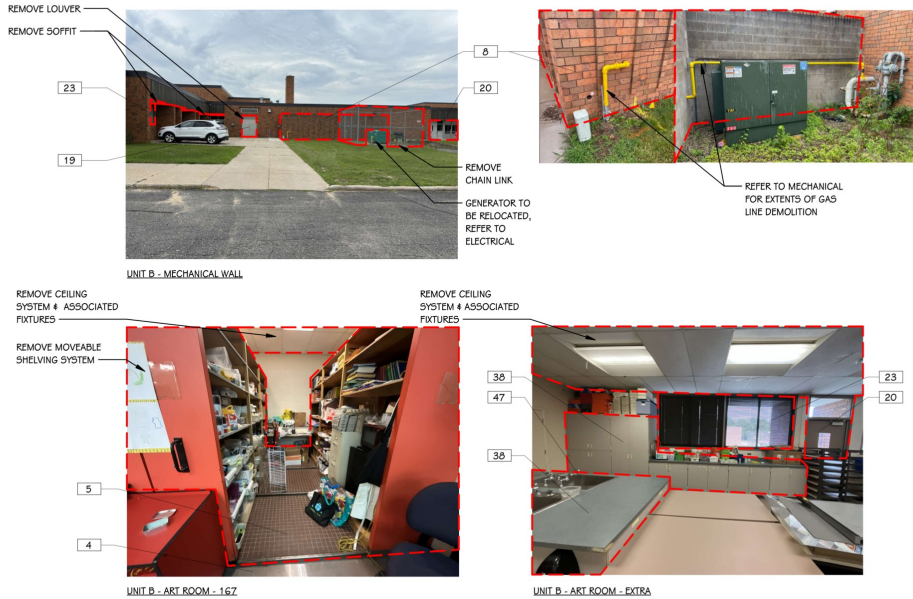 REMOVE LOUVER
REMOVE SOFFIT
23
19
8
20
REMOVE
CHAIN LINK
GENERATOR TO
BE RELOCATED,
REFER TO
ELECTRICAL
UNIT B - MECHANICAL WALL
REFER TO MECHANICAL
FOR EXTENTS OF GAS
LINE DEMOLITION
REMOVE CEILING
SYSTEM & ASSOCIATED
FIXTURES
REMOVE MOVEABLE
SHELVING SYSTEM
5
4
UNIT B - ART ROOM - 167
REMOVE CEILING
SYSTEM & ASSOCIATED
FIXTURES
38
47
38
23
20
UNIT B - ART ROOM - EXTRA